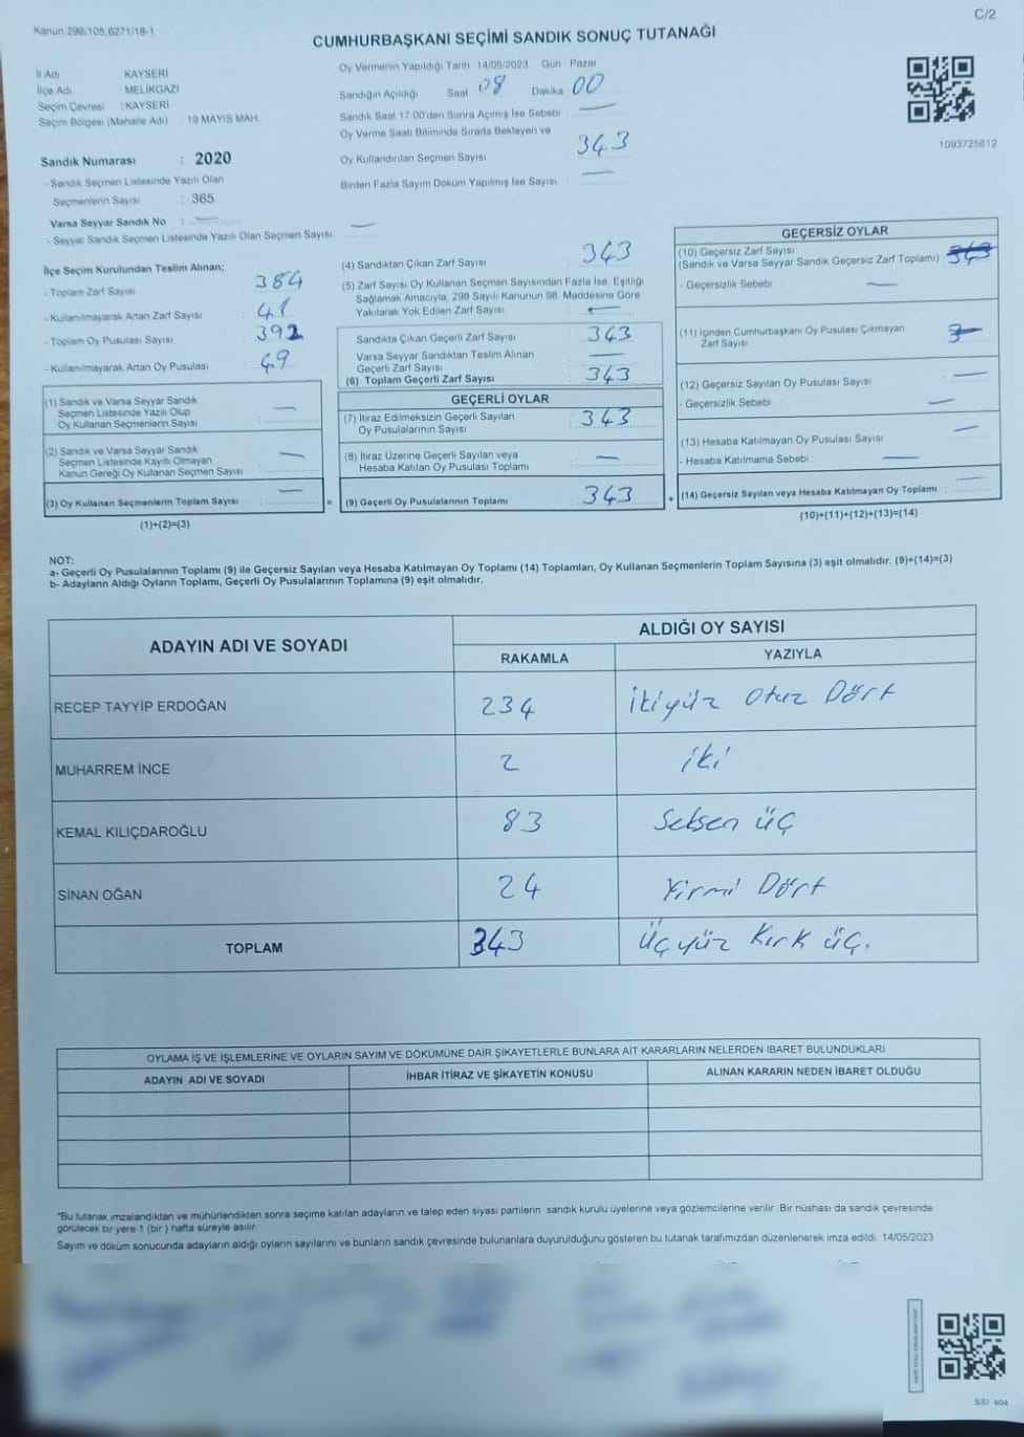 C/2
Kanun 298/105,6271/18-1
CUMHURBAŞKANI SEÇİMİ SANDIK SONUÇ TUTANAĞI
İl Adı KAYSERİ
İlçe Adı MELİKGAZİ
Seçim Çevresi : KAYSERİ
Seçim Bölgesi (Mahalle Adı) 19 MAYIS MAH.
Sandık Numarası : 2020
- Sandık Seçmen Listesinde Yazılı Olan
Seçmenlerin Sayısı : 365
Varsa Seyyar Sandık No : —
- Seyyar Sandık Seçmen Listesinde Yazılı Olan Seçmen Sayısı —
Oy Vermenin Yapıldığı Tarih 14/05/2023 Gün : Pazar
Sandığın Açıldığı Saat 08 Dakika 00
Sandık Saat 17.00'den Sonra Açılmış İse Sebebi —
Oy Verme Saati Bitiminde Sırada Bekleyen ve
Oy Kullandırılan Seçmen Sayısı 343
Birden Fazla Sayım Döküm Yapılmış İse Sayısı —
1093725612
İlçe Seçim Kurulundan Teslim Alınan;
- Toplam Zarf Sayısı 384
- Kullanılmayarak Artan Zarf Sayısı 41
- Toplam Oy Pusulası Sayısı 392
- Kullanılmayarak Artan Oy Pusulası 49
(1) Sandık ve Varsa Seyyar Sandık
Seçmen Listesinde Yazılı Olup
Oy Kullanan Seçmenlerin Sayısı —
(2) Sandık ve Varsa Seyyar Sandık
Seçmen Listesinde Kayıtlı Olmayan
Kanun Gereği Oy Kullanan Seçmen Sayısı —
(3) Oy Kullanan Seçmenlerin Toplam Sayısı —
(1)+(2)=(3)
(4) Sandıktan Çıkan Zarf Sayısı 343
(5) Zarf Sayısı Oy Kullanan Seçmen Sayısından Fazla İse, Eşitliği
Sağlamak Amacıyla, 298 Sayılı Kanunun 98. Maddesine Göre
Yakılarak Yok Edilen Zarf Sayısı —
Sandıkta Çıkan Geçerli Zarf Sayısı 343
Varsa Seyyar Sandıktan Teslim Alınan
Geçerli Zarf Sayısı —
(6) Toplam Geçerli Zarf Sayısı 343
GEÇERLİ OYLAR
(7) İtiraz Edilmeksizin Geçerli Sayılan
Oy Pusulalarının Sayısı 343
(8) İtiraz Üzerine Geçerli Sayılan veya
Hesaba Katılan Oy Pusulası Toplamı —
= (9) Geçerli Oy Pusulalarının Toplamı 343
GEÇERSİZ OYLAR
(10) Geçersiz Zarf Sayısı
(Sandık ve Varsa Seyyar Sandık Geçersiz Zarf Toplamı) 343
- Geçersizlik Sebebi —
(11) İçinden Cumhurbaşkanı Oy Pusulası Çıkmayan
Zarf Sayısı
(12) Geçersiz Sayılan Oy Pusulası Sayısı —
- Geçersizlik Sebebi —
(13) Hesaba Katılmayan Oy Pusulası Sayısı —
- Hesaba Katılmama Sebebi —
+ (14) Geçersiz Sayılan veya Hesaba Katılmayan Oy Toplamı —
(10)+(11)+(12)+(13)=(14)
NOT:
a- Geçerli Oy Pusulalarının Toplamı (9) ile Geçersiz Sayılan veya Hesaba Katılmayan Oy Toplamı (14) Toplamları, Oy Kullanan Seçmenlerin Toplam Sayısına (3) eşit olmalıdır. (9)+(14)=(3)
b- Adayların Aldığı Oyların Toplamı, Geçerli Oy Pusulalarının Toplamına (9) eşit olmalıdır.
ADAYIN ADI VE SOYADI ALDIĞI OY SAYISI
RAKAMLA YAZIYLA
RECEP TAYYİP ERDOĞAN 234 İkiyüz Otuz Dört
MUHARREM İNCE 2 iki
KEMAL KILIÇDAROĞLU 83 Seksen üç
SİNAN OĞAN 24 Yirmi Dört
TOPLAM 343 Üçyüz Kırk üç.
OYLAMA İŞ VE İŞLEMLERİNE VE OYLARIN SAYIM VE DÖKÜMÜNE DAİR ŞİKAYETLERLE BUNLARA AİT KARARLARIN NELERDEN İBARET BULUNDUKLARI
ADAYIN ADI VE SOYADI İHBAR İTİRAZ VE ŞİKAYETİN KONUSU ALINAN KARARIN NEDEN İBARET OLDUĞU
*Bu tutanak imzalandıktan ve mühürlendikten sonra seçime katılan adayların ve talep eden siyasi partilerin sandık kurulu üyelerine veya gözlemcilerine verilir. Bir nüshası da sandık çevresinde
görülecek bir yere 1 (bir) hafta süreyle asılır.
Sayım ve döküm sonucunda adayların aldığı oyların sayılarını ve bunların sandık çevresinde bulunanlara duyurulduğunu gösteren bu tutanak tarafımızdan düzenlenerek imza edildi. 14/05/2023